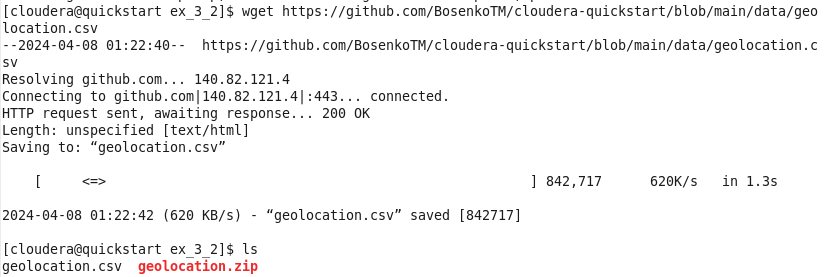 [cloudera@quickstart ex_3_2]$ wget https://github.com/BosenkoTM/cloudera-quickstart/blob/main/data/geo
location.csv
--2024-04-08 01:22:40--  https://github.com/BosenkoTM/cloudera-quickstart/blob/main/data/geolocation.c
sv
Resolving github.com... 140.82.121.4
Connecting to github.com|140.82.121.4|:443... connected.
HTTP request sent, awaiting response... 200 OK
Length: unspecified [text/html]
Saving to: “geolocation.csv”
[     <=>                                                     ] 842,717      620K/s   in 1.3s
2024-04-08 01:22:42 (620 KB/s) - “geolocation.csv” saved [842717]
[cloudera@quickstart ex_3_2]$ ls
geolocation.csv  geolocation.zip